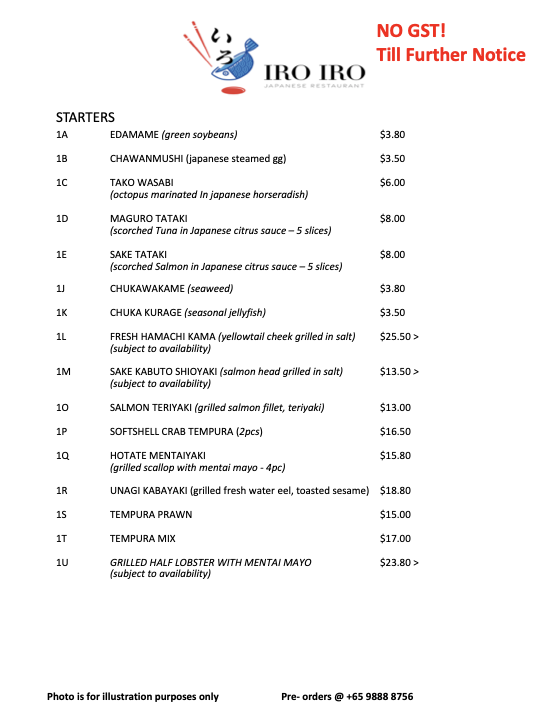 いろ
IRO IRO
JAPANESE RESTAURANT
NO GST!
Till Further Notice
STARTERS
1A EDAMAME (green soybeans) $3.80
1B CHAWANMUSHI (japanese steamed gg) $3.50
1C TAKO WASABI $6.00
(octopus marinated In japanese horseradish)
1D MAGURO TATAKI $8.00
(scorched Tuna in Japanese citrus sauce – 5 slices)
1E SAKE TATAKI $8.00
(scorched Salmon in Japanese citrus sauce – 5 slices)
1J CHUKAWAKAME (seaweed) $3.80
1K CHUKA KURAGE (seasonal jellyfish) $3.50
1L FRESH HAMACHI KAMA (yellowtail cheek grilled in salt) $25.50 >
(subject to availability)
1M SAKE KABUTO SHIOYAKI (salmon head grilled in salt) $13.50 >
(subject to availability)
1O SALMON TERIYAKI (grilled salmon fillet, teriyaki) $13.00
1P SOFTSHELL CRAB TEMPURA (2pcs) $16.50
1Q HOTATE MENTAIYAKI $15.80
(grilled scallop with mentai mayo - 4pc)
1R UNAGI KABAYAKI (grilled fresh water eel, toasted sesame) $18.80
1S TEMPURA PRAWN $15.00
1T TEMPURA MIX $17.00
1U GRILLED HALF LOBSTER WITH MENTAI MAYO $23.80 >
(subject to availability)
Photo is for illustration purposes only Pre- orders @ +65 9888 8756